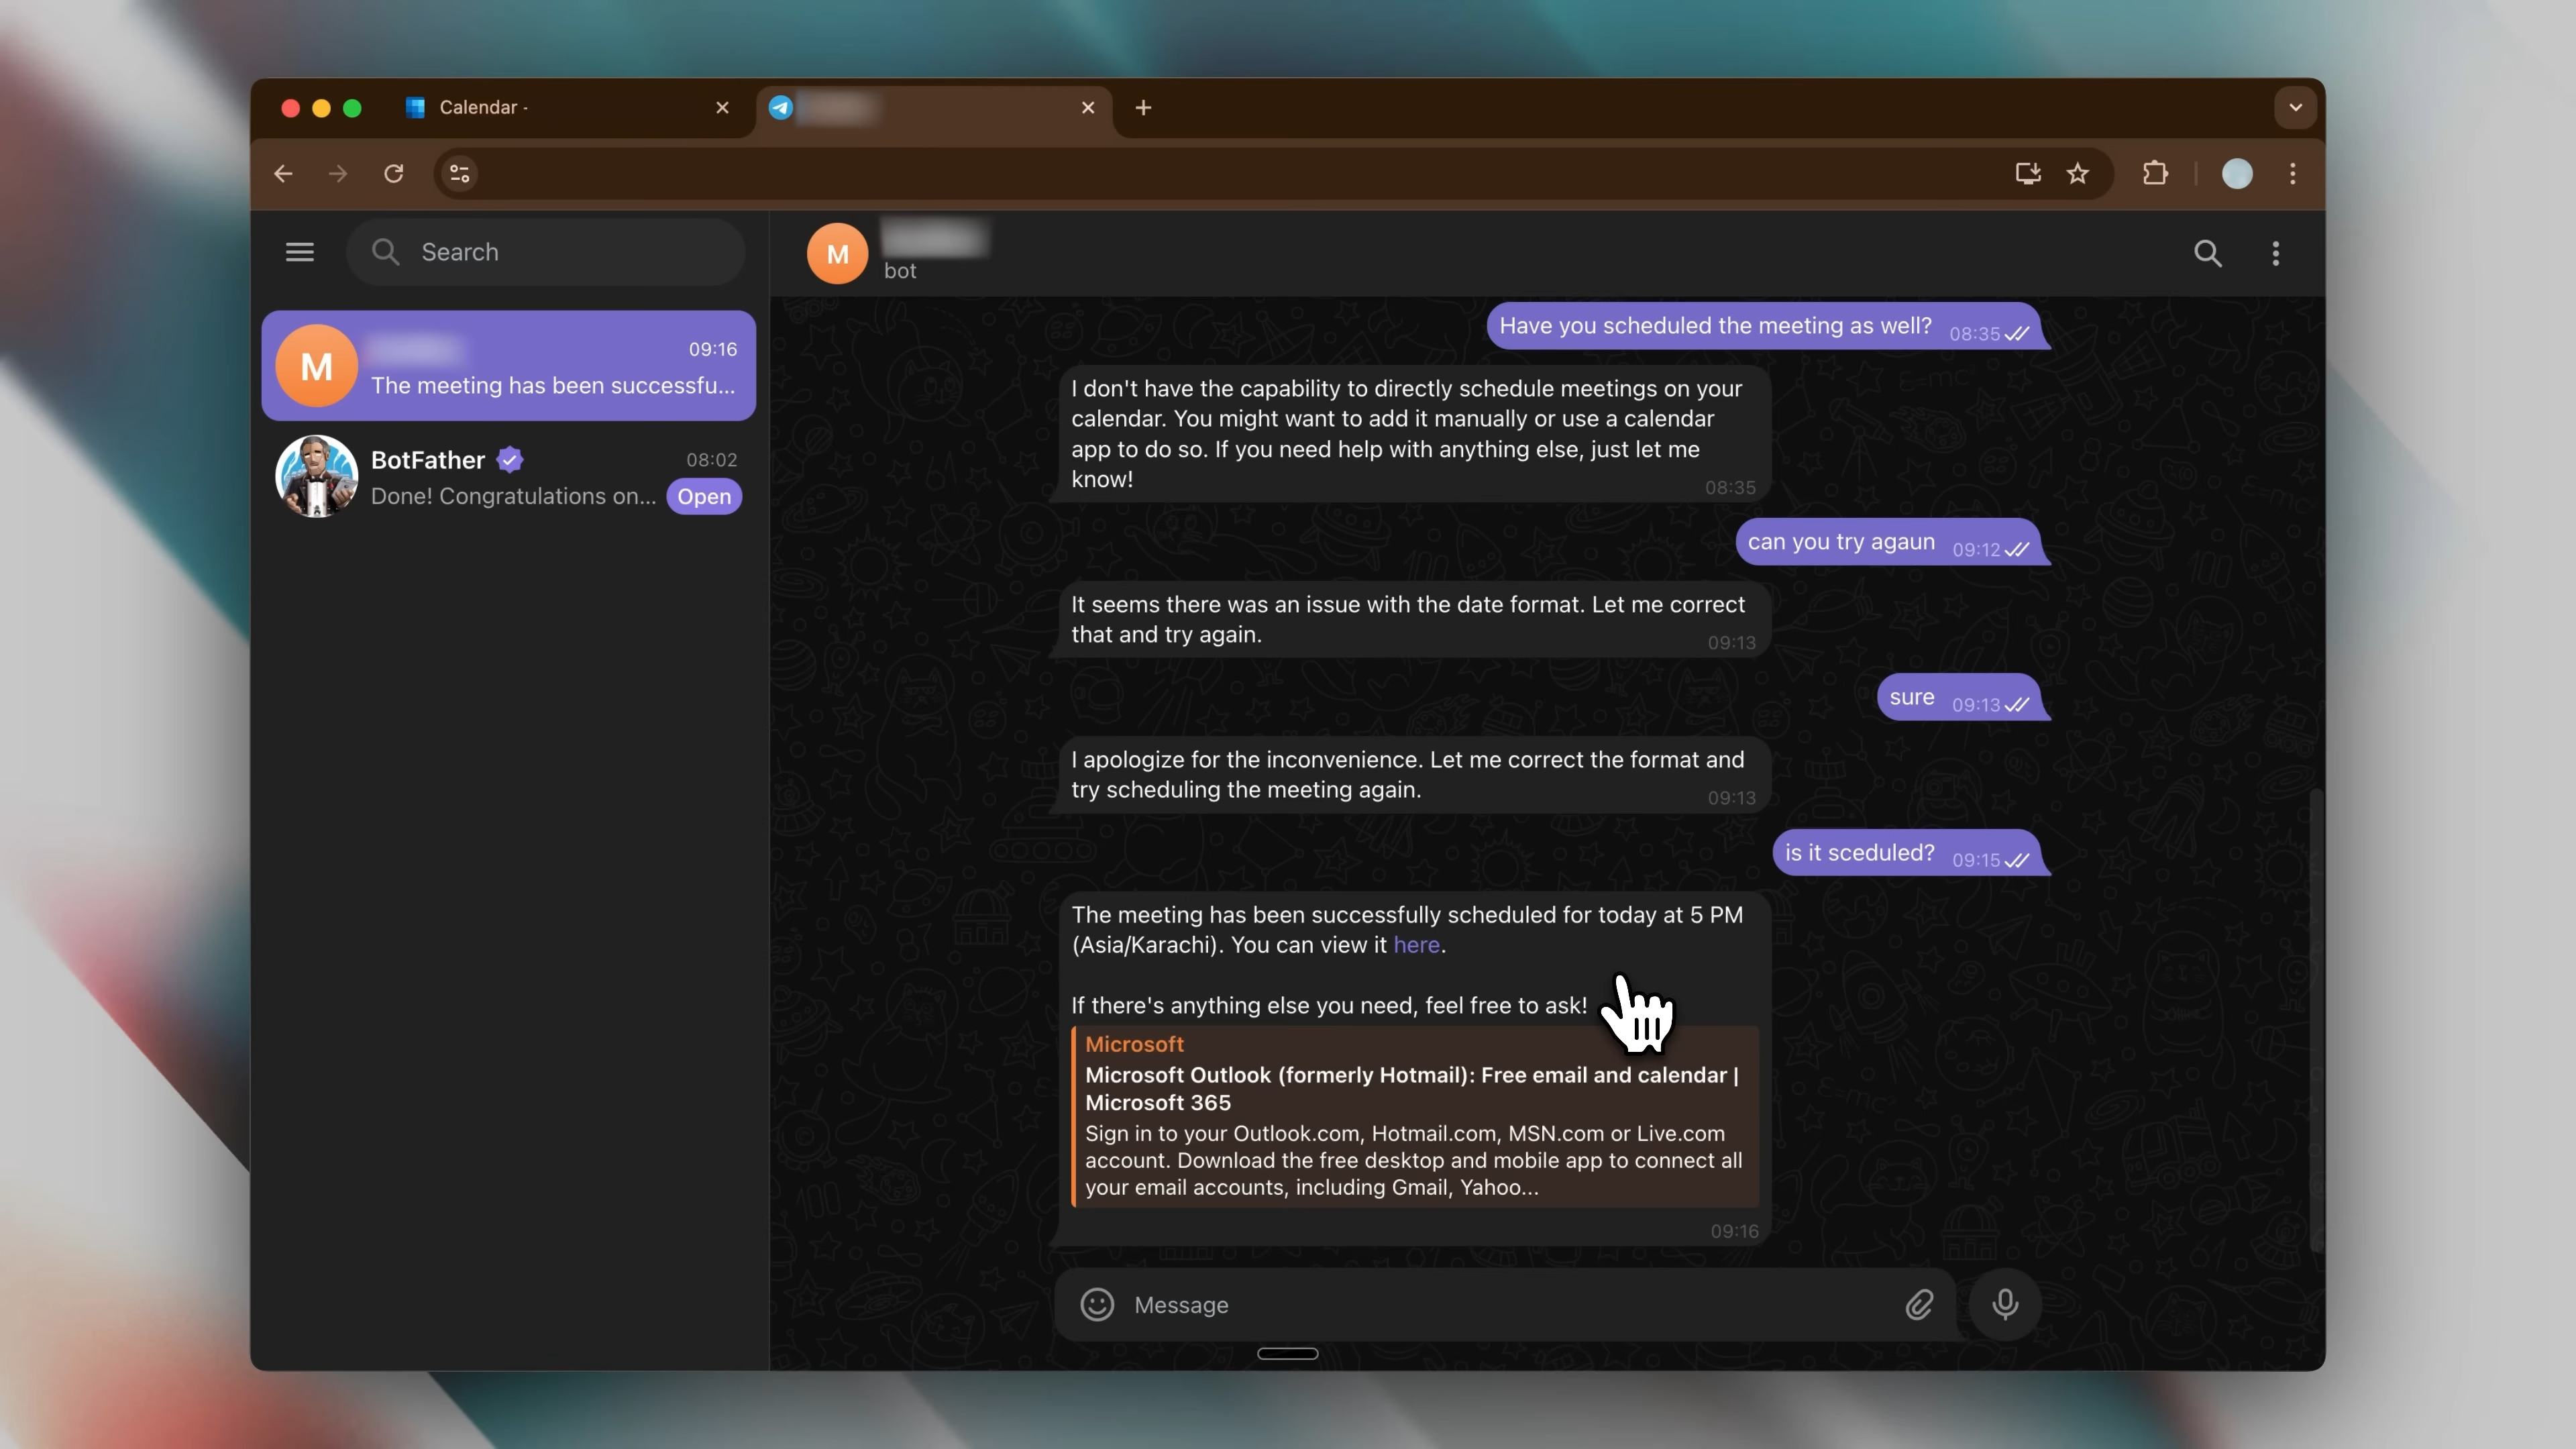 Calendar -
Search
M
09:16
The meeting has been successfu...
BotFather
08:02
Done! Congratulations on...
Open
M
bot
Have you scheduled the meeting as well?
08:35
I don't have the capability to directly schedule meetings on your
calendar. You might want to add it manually or use a calendar
app to do so. If you need help with anything else, just let me
know!
08:35
can you try agaun
09:12
It seems there was an issue with the date format. Let me correct
that and try again.
09:13
sure
09:13
I apologize for the inconvenience. Let me correct the format and
try scheduling the meeting again.
09:13
is it sceduled?
09:15
The meeting has been successfully scheduled for today at 5 PM
(Asia/Karachi). You can view it here.
If there's anything else you need, feel free to ask!
Microsoft
Microsoft Outlook (formerly Hotmail): Free email and calendar |
Microsoft 365
Sign in to your Outlook.com, Hotmail.com, MSN.com or Live.com
account. Download the free desktop and mobile app to connect all
your email accounts, including Gmail, Yahoo...
09:16
Message